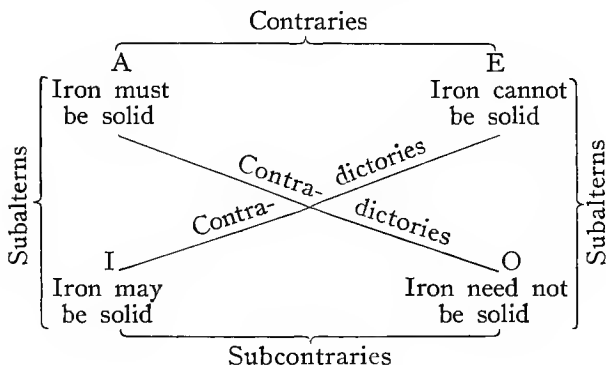 Contraries
A
Iron must
be solid
E
Iron cannot
be solid
Subalterns
Contra-
dictories
Contra-
dictories
Subalterns
I
Iron may
be solid
O
Iron need not
be solid
Subcontraries